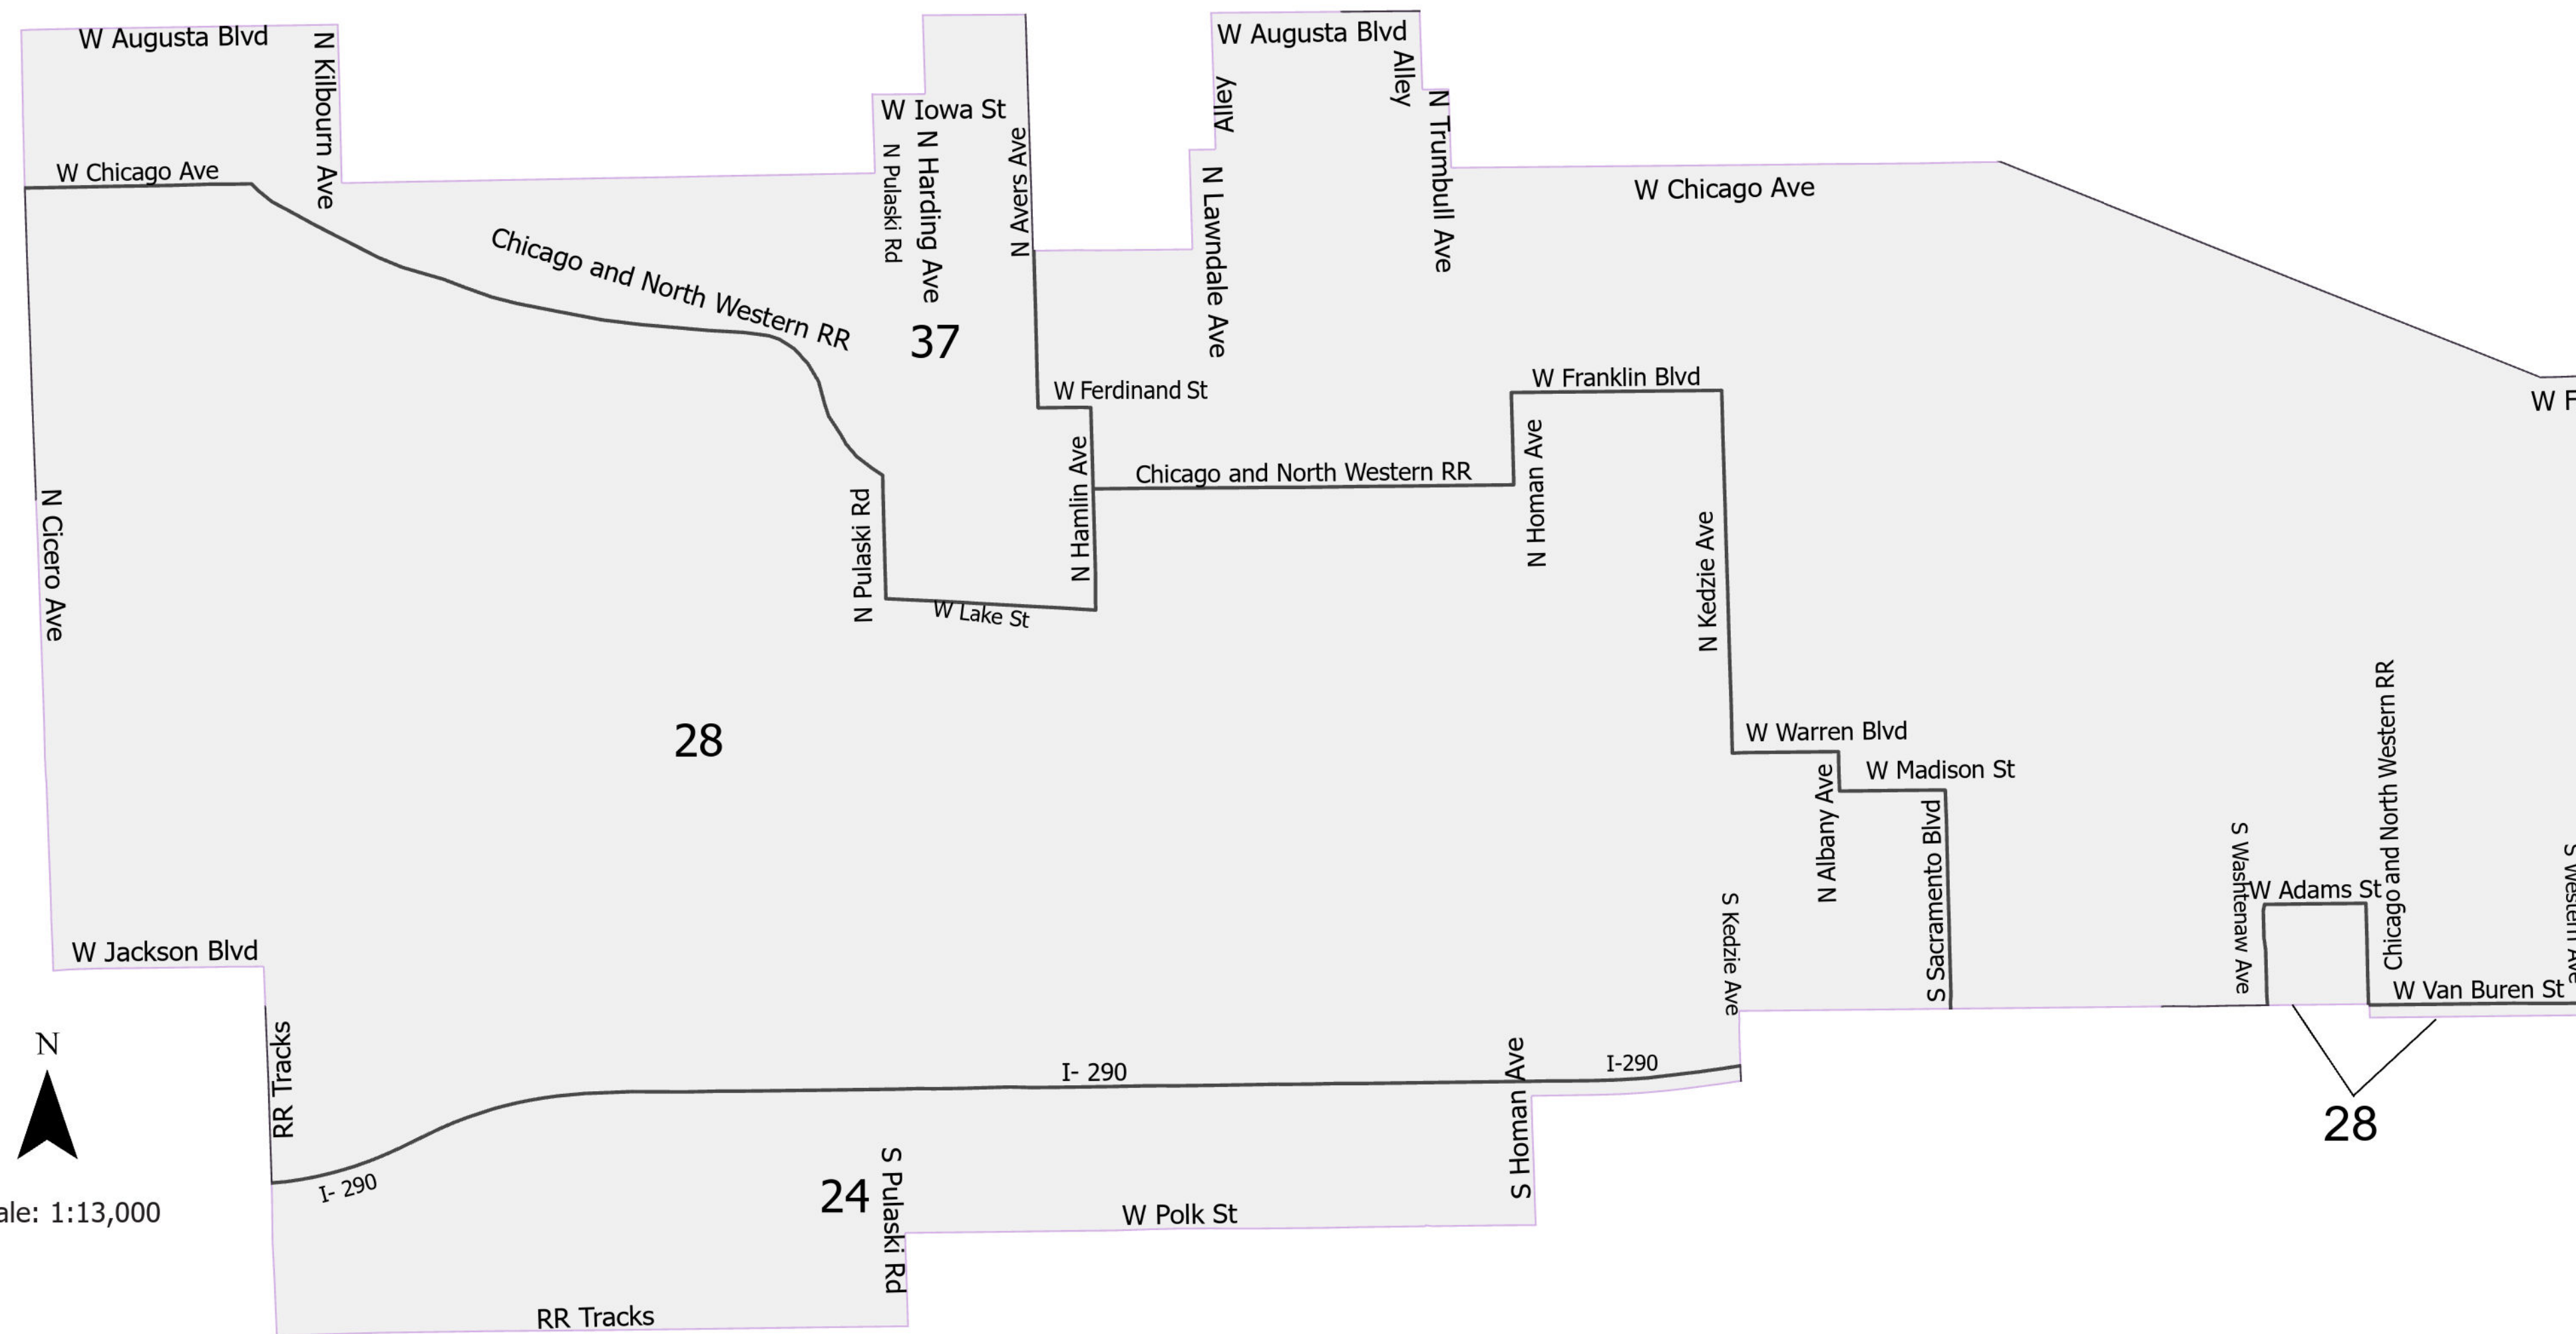 W Augusta Blvd
N Kilbourn Ave
W Augusta Blvd
Alley
Alley
W Iowa St
N Pulaski Rd
N Harding Ave
N Avers Ave
N Trumbull Ave
W Chicago Ave
W Chicago Ave
N Lawndale Ave
Chicago and North Western RR
37
W Ferdinand St
W Franklin Blvd
W F
Chicago and North Western RR
N Hamlin Ave
N Homan Ave
N Cicero Ave
N Pulaski Rd
W Lake St
N Kedzie Ave
28
W Warren Blvd
W Madison St
N Albany Ave
S Sacramento Blvd
Chicago and North Western RR
S Washtenaw Ave
W Adams St
S Western Ave
S Kedzie Ave
W Jackson Blvd
W Van Buren St
N
RR Tracks
I- 290
I-290
S Homan Ave
28
I- 290
24
S Pulaski Rd
ale: 1:13,000
W Polk St
RR Tracks